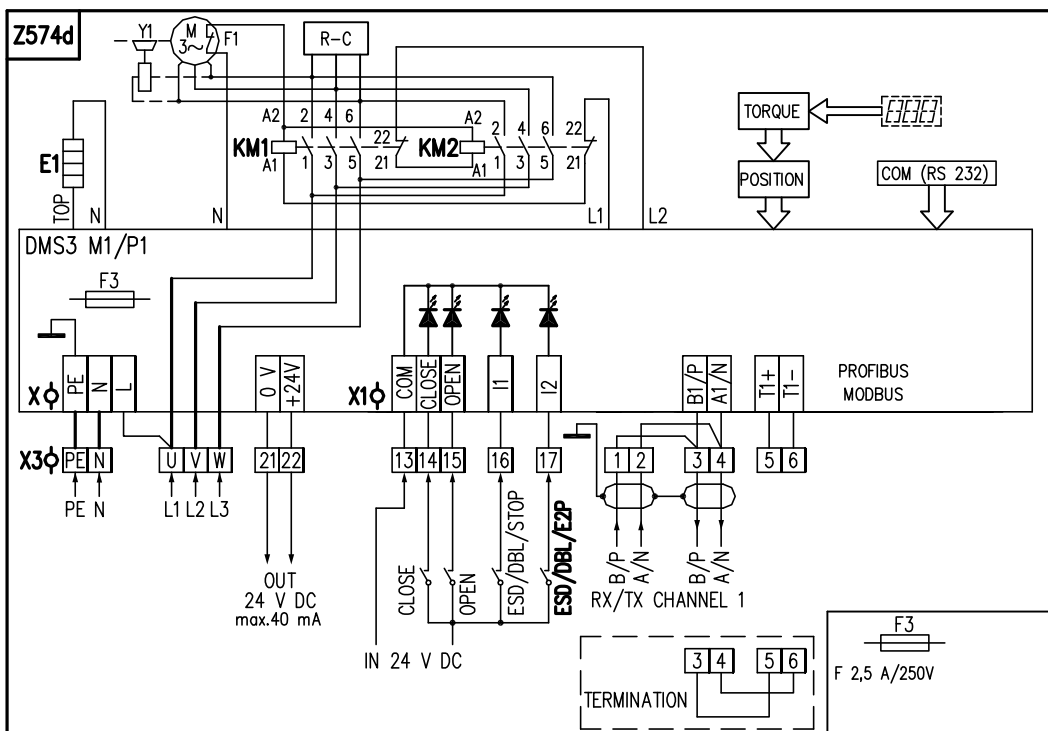 Z574d
Y1
M
3~
F1
R-C
TORQUE
EEEE
POSITION
COM (RS 232)
A2
2 4 6
22
A2
2 4 6
22
KM1
KM2
A1
1 3 5
21
A1
1 3 5
21
E1
TOP
N
N
L1
L2
DMS3 M1/P1
F3
X
PE
N
L
0 V
+24V
X1
COM
CLOSE
OPEN
I1
I2
B1/P
A1/N
T1+
T1-
PROFIBUS
MODBUS
X3
PE N
U V W
21 22
13 14 15
16
17
1 2
3 4
5 6
PE N
L1 L2 L3
OUT
24 V DC
max.40 mA
CLOSE
OPEN
ESD/DBL/STOP
ESD/DBL/E2P
B/P
A/N
B/P
A/N
RX/TX CHANNEL 1
IN 24 V DC
TERMINATION
3 4
5 6
F3
F 2,5 A/250V